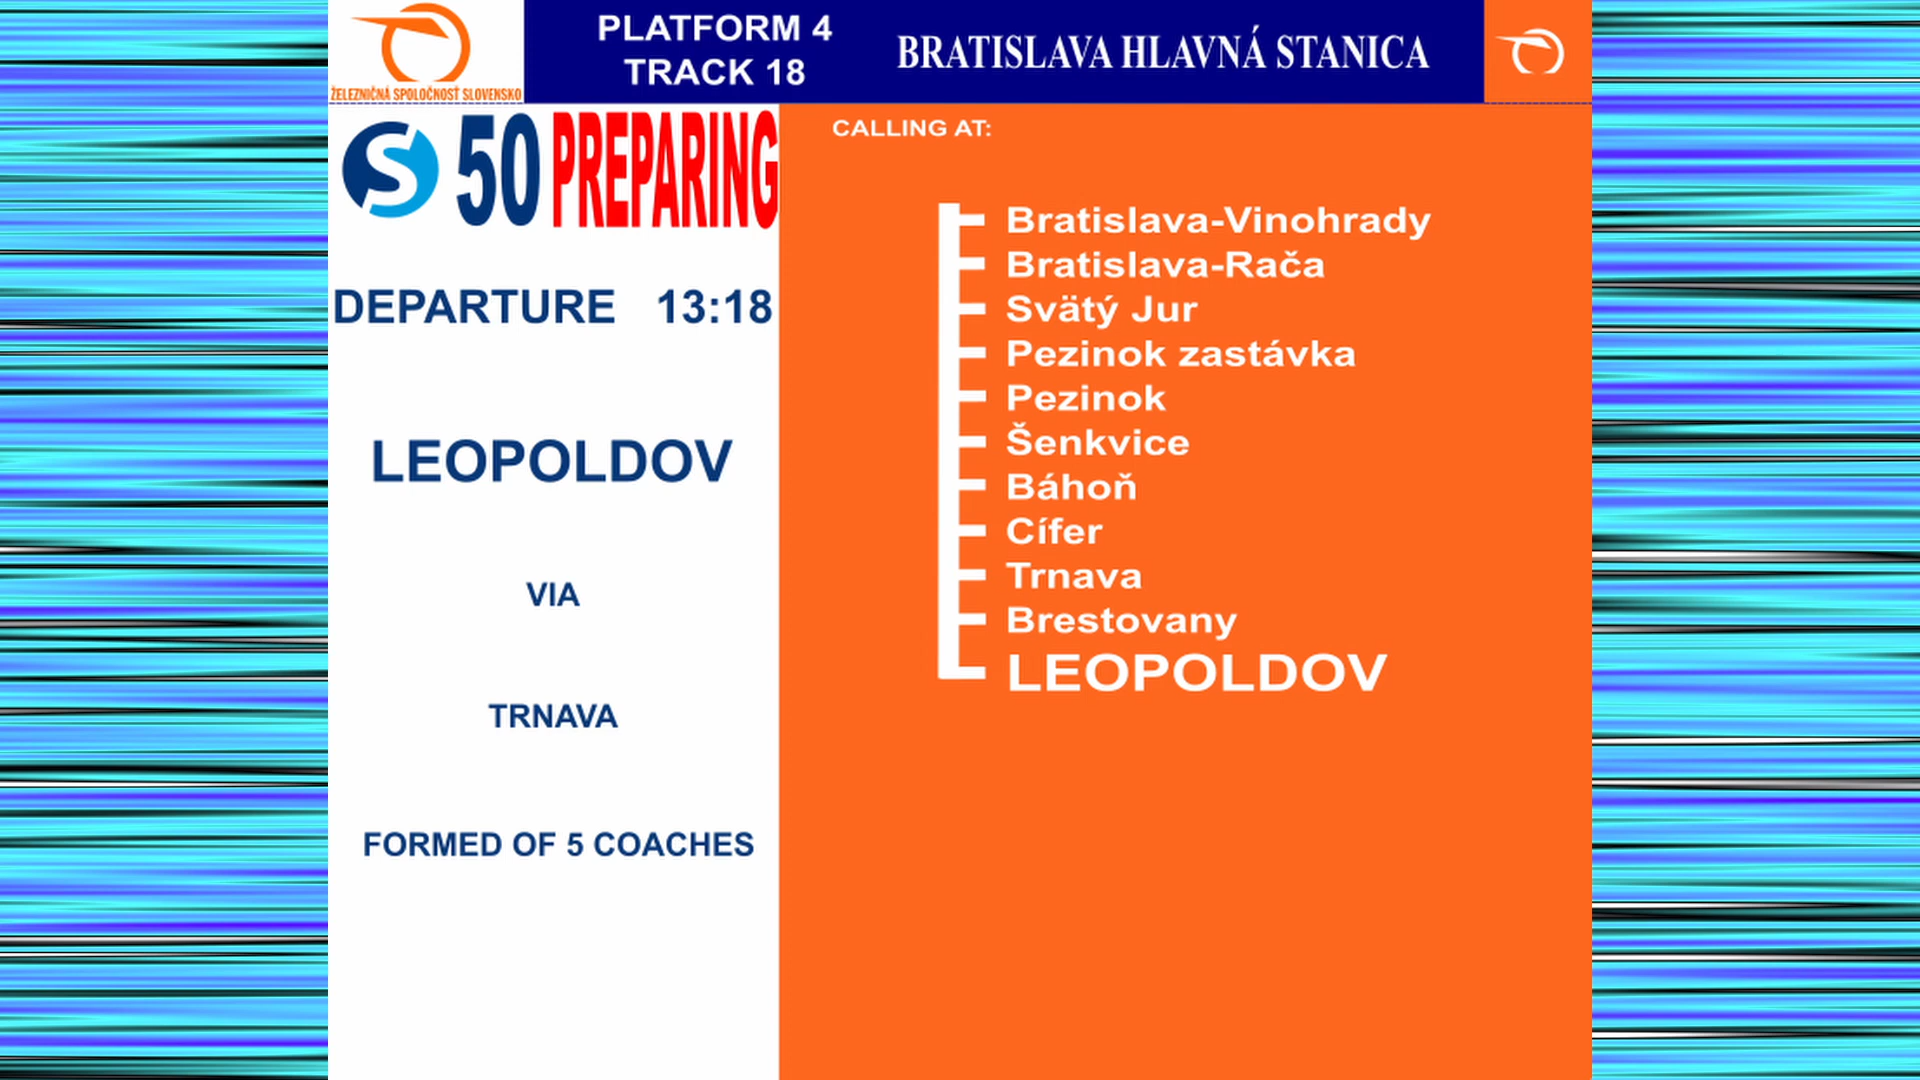 ŽELEZNIČNÁ SPOLOČNOSŤ SLOVENSKO
PLATFORM 4
TRACK 18
BRATISLAVA HLAVNÁ STANICA
S 50 PREPARING
DEPARTURE 13:18
LEOPOLDOV
VIA
TRNAVA
FORMED OF 5 COACHES
CALLING AT:
Bratislava-Vinohrady
Bratislava-Rača
Svätý Jur
Pezinok zastávka
Pezinok
Šenkvice
Báhoň
Cífer
Trnava
Brestovany
LEOPOLDOV